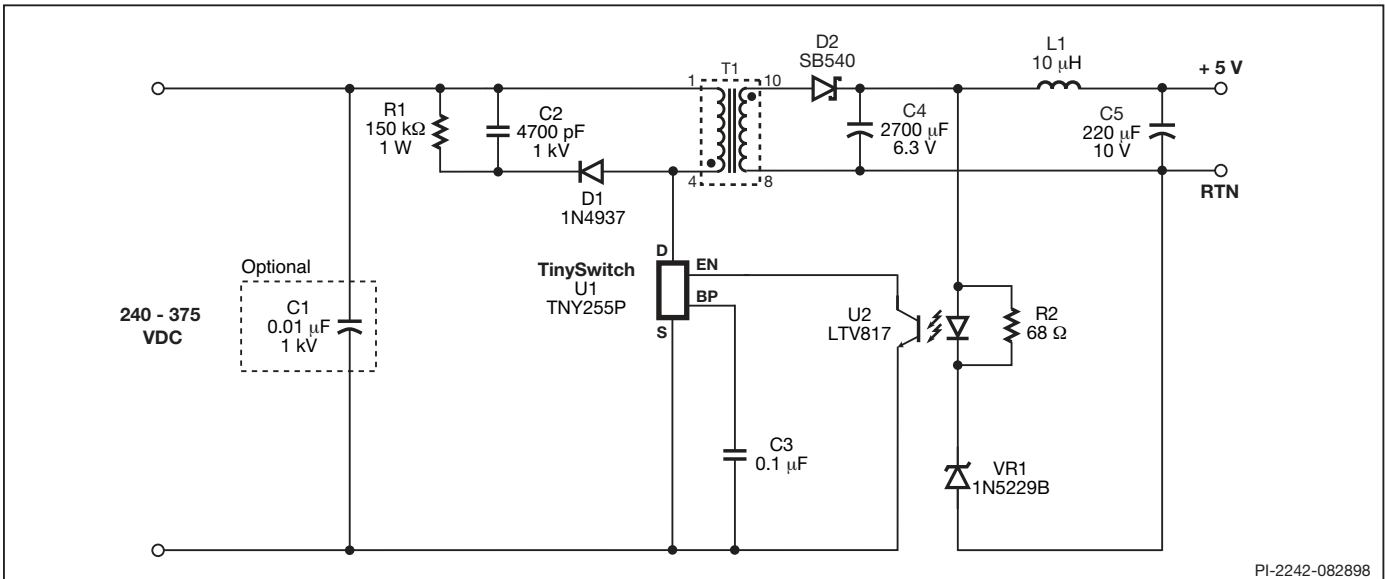 D2
SB540
L1
10 µH
+ 5 V
T1
1
10
R1
150 kΩ
1 W
C2
4700 pF
1 kV
C4
2700 µF
6.3 V
C5
220 µF
10 V
4
8
D1
1N4937
RTN
D
EN
TinySwitch
U1
TNY255P
BP
S
Optional
C1
0.01 µF
1 kV
240 - 375
VDC
U2
LTV817
R2
68 Ω
C3
0.1 µF
VR1
1N5229B
PI-2242-082898